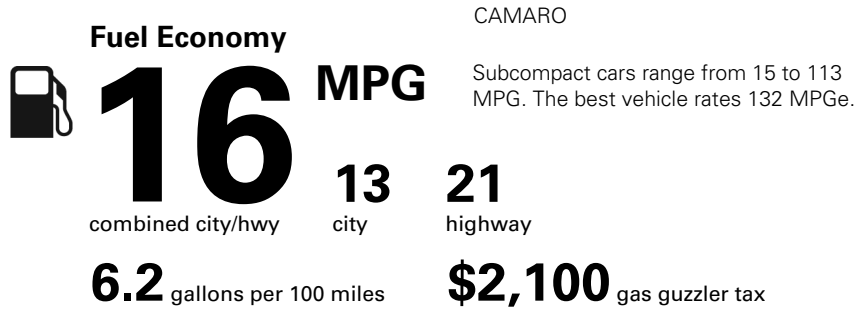 CAMARO
Fuel Economy
16 MPG
Subcompact cars range from 15 to 113
MPG. The best vehicle rates 132 MPGe.
13 21
combined city/hwy city highway
6.2 gallons per 100 miles $2,100 gas guzzler tax